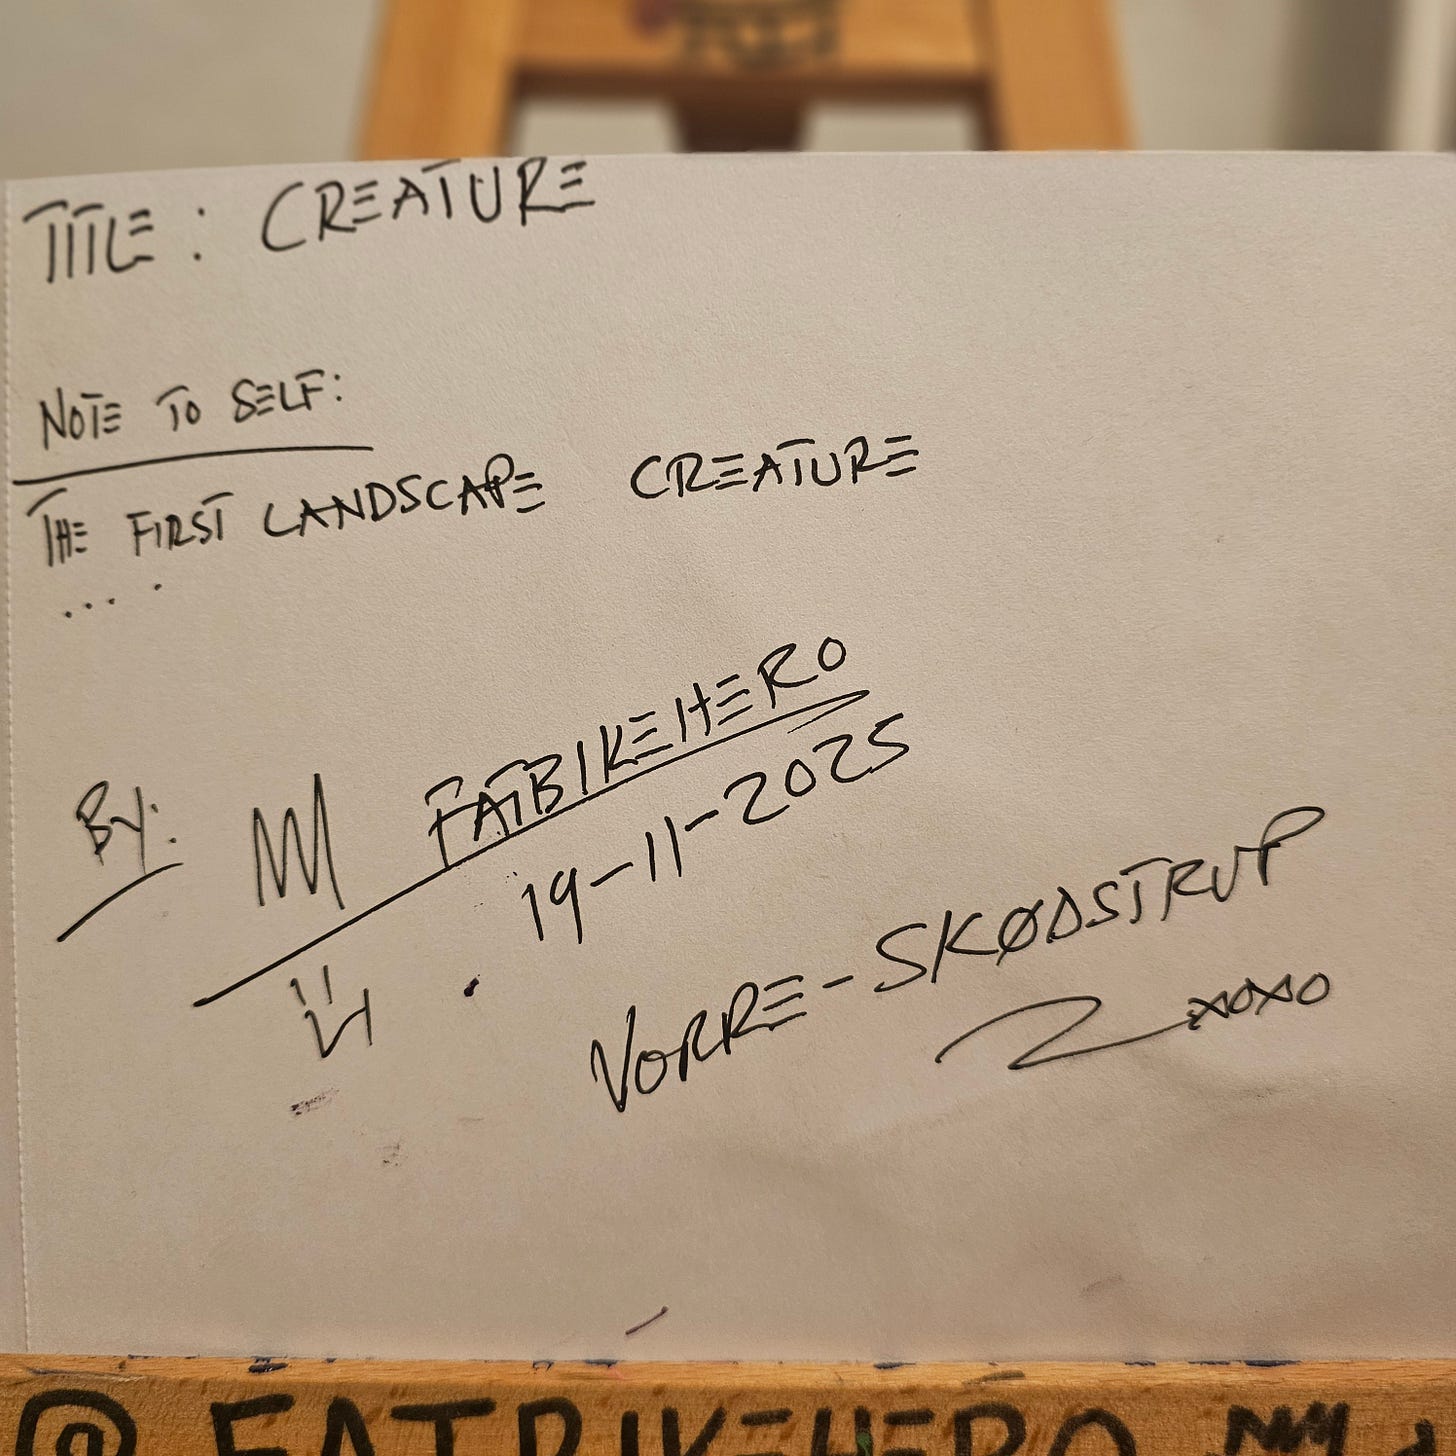 TITLE: CREATURE
NOTE TO SELF:
THE FIRST LANDSCAPE CREATURE
....
BY: FATBIKEHERO
19-11-2025
VORRE-SKØDSTRUP
xoxo
@FATBIKEHERO